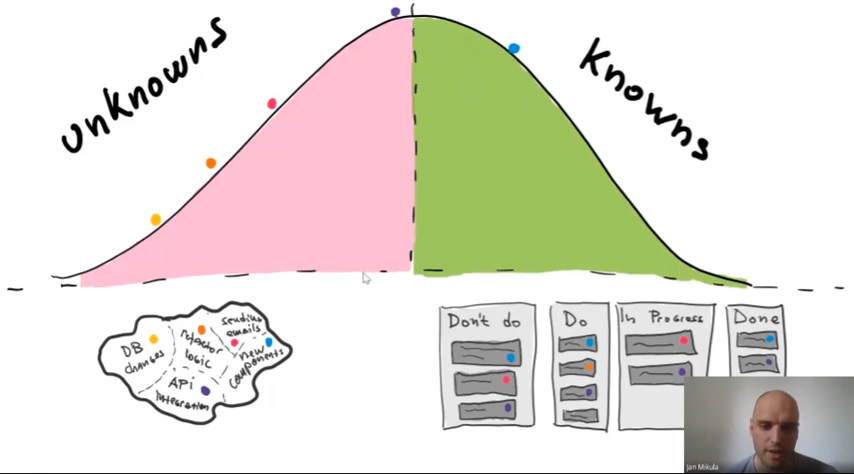 unknowns
knowns
DB
changes
refactor
logic
sending
emails
new
components
API
integration
Don't do
Do
In Progress
Done
Jan Mikula